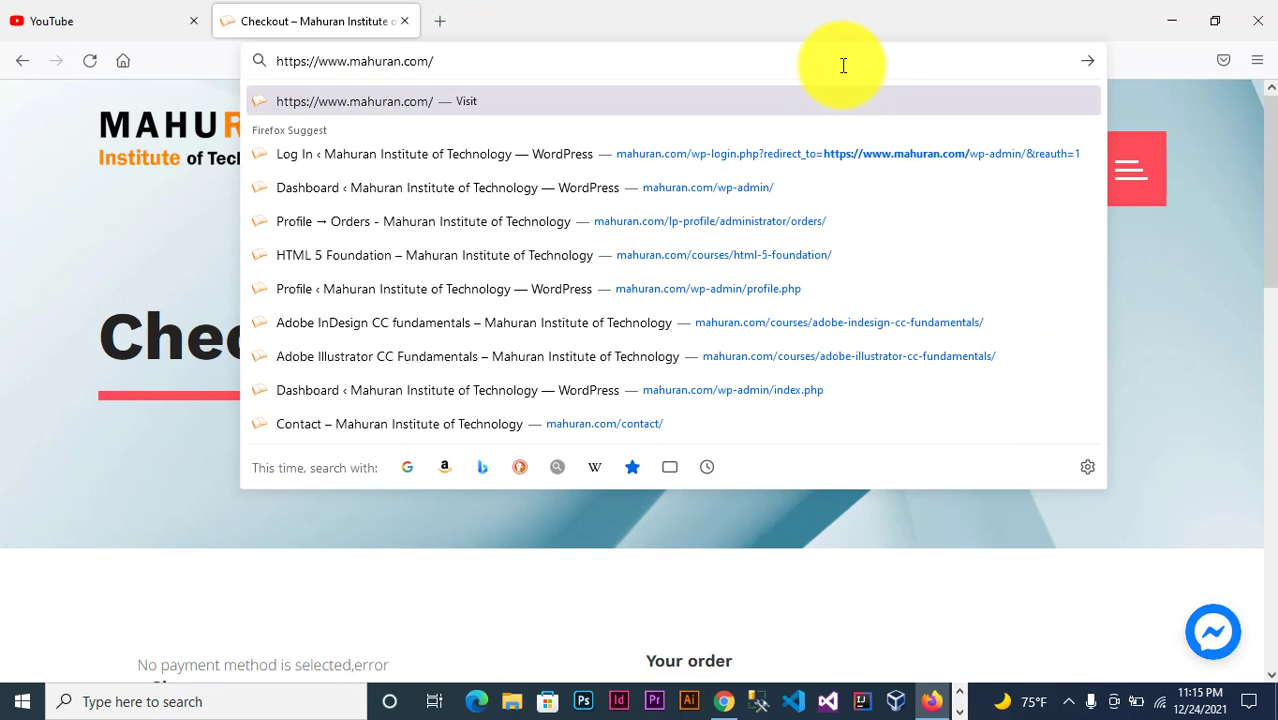 YouTube
Checkout – Mahuran Institute o
https://www.mahuran.com/
https://www.mahuran.com/ — Visit
Firefox Suggest
Log In ‹ Mahuran Institute of Technology — WordPress — mahuran.com/wp-login.php?redirect_to=https://www.mahuran.com/wp-admin/&reauth=1
Dashboard ‹ Mahuran Institute of Technology — WordPress — mahuran.com/wp-admin/
Profile → Orders - Mahuran Institute of Technology — mahuran.com/lp-profile/administrator/orders/
HTML 5 Foundation – Mahuran Institute of Technology — mahuran.com/courses/html-5-foundation/
Profile ‹ Mahuran Institute of Technology — WordPress — mahuran.com/wp-admin/profile.php
Adobe InDesign CC fundamentals – Mahuran Institute of Technology — mahuran.com/courses/adobe-indesign-cc-fundamentals/
Adobe Illustrator CC Fundamentals – Mahuran Institute of Technology — mahuran.com/courses/adobe-illustrator-cc-fundamentals/
Dashboard ‹ Mahuran Institute of Technology — WordPress — mahuran.com/wp-admin/index.php
Contact – Mahuran Institute of Technology — mahuran.com/contact/
This time, search with:
MAHUR
Institute of Te
Chec
No payment method is selected,error
Your order
Type here to search
Ps
Id
Pr
Ai
75°F
11:15 PM
12/24/2021